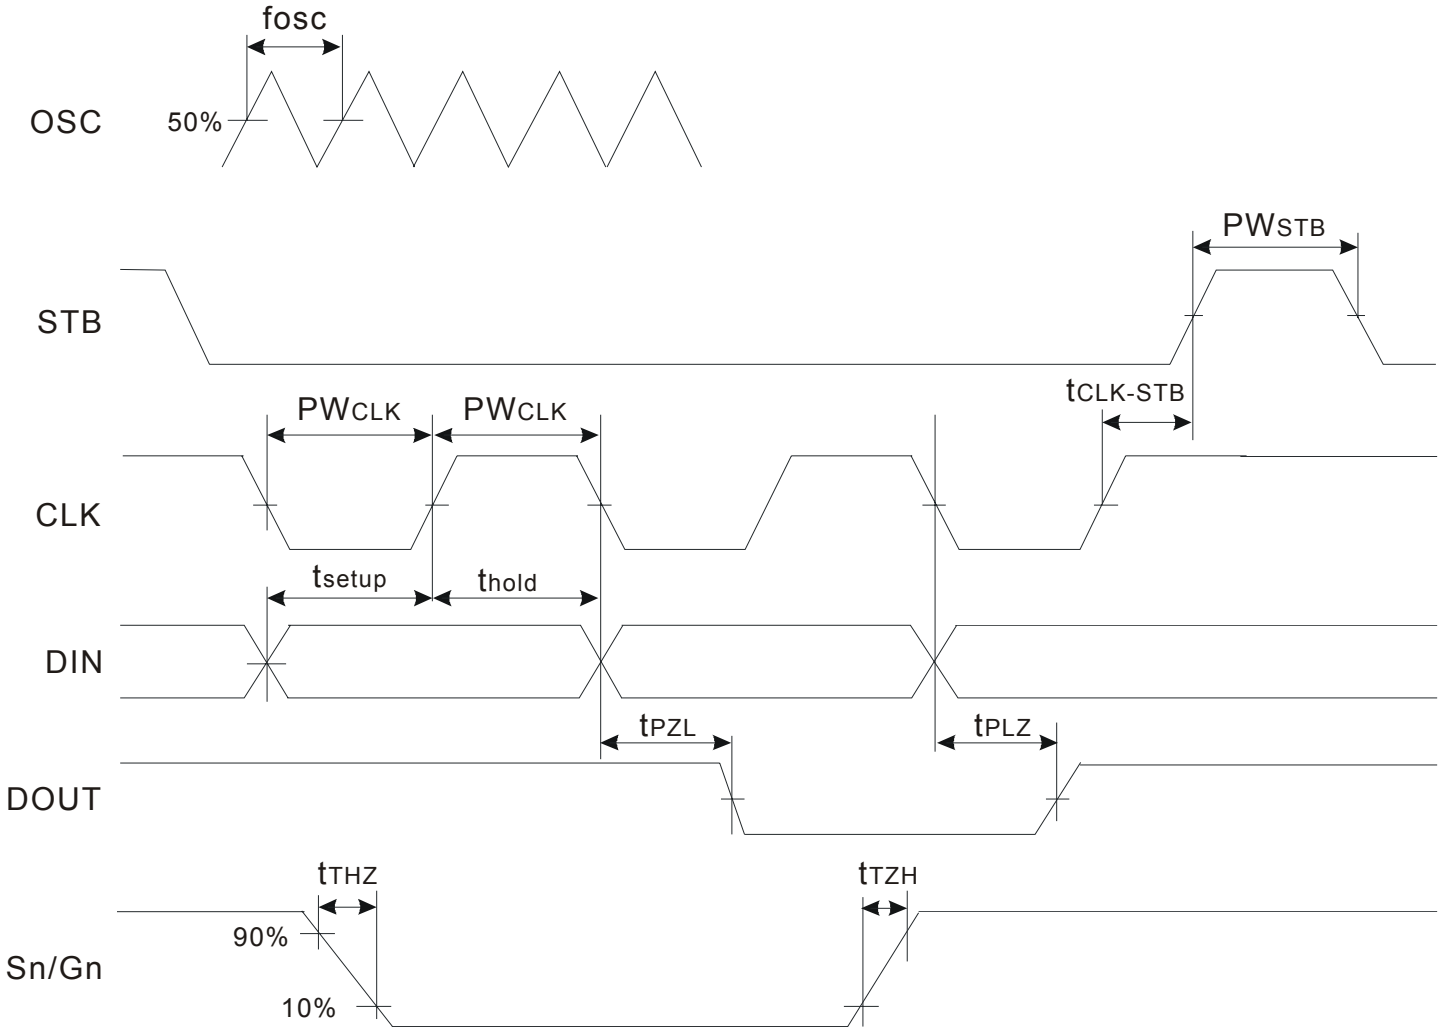 fosc
OSC
50%
PWSTB
STB
tCLK-STB
PWCLK PWCLK
CLK
tsetup thold
DIN
tPZL tPLZ
DOUT
tTHZ tTZH
90%
Sn/Gn
10%